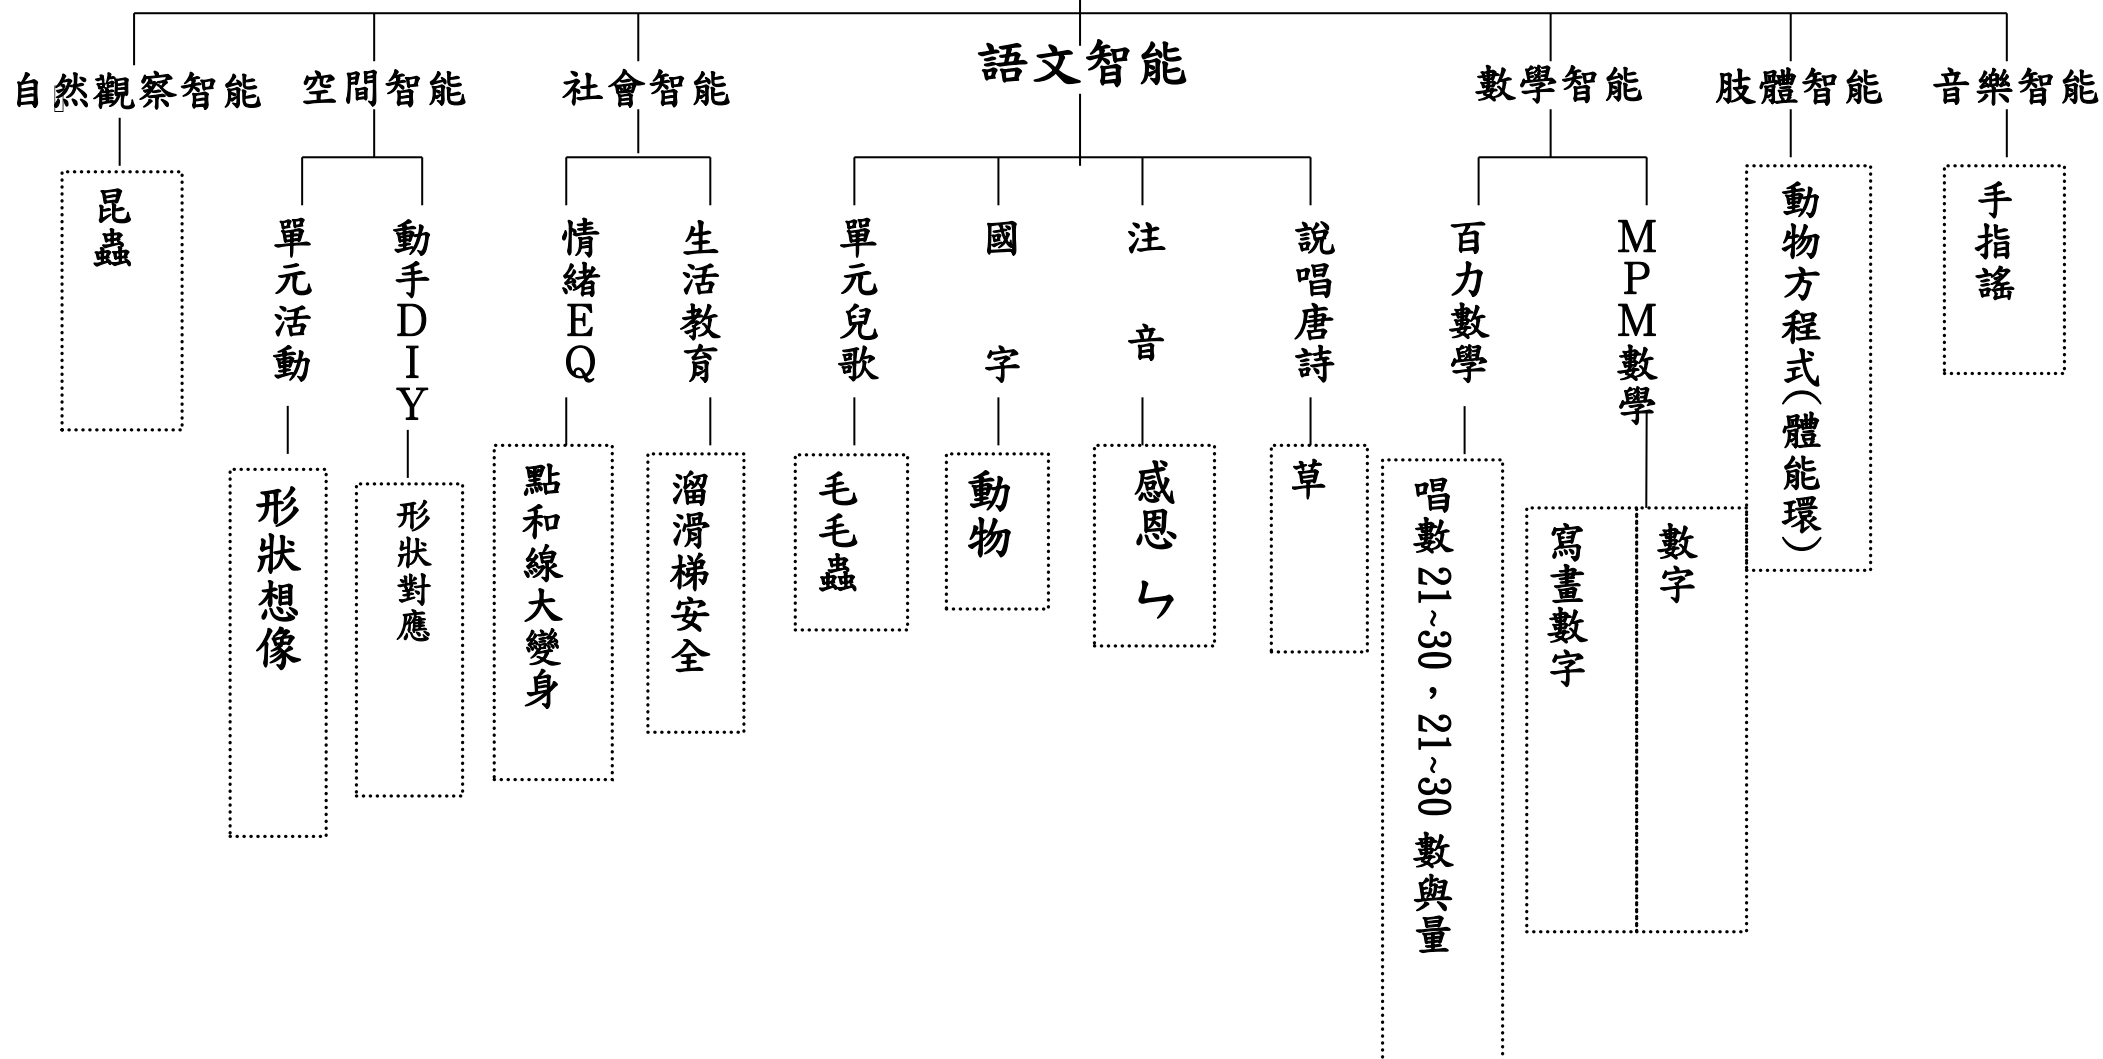 語文智能
自然觀察智能
空間智能
社會智能
數學智能
肢體智能
音樂智能
昆蟲
單元活動
動手DIY
情緒EQ
生活教育
單元兒歌
國字
注音
說唱唐詩
百力數學
MPM數學
動物方程式(體能環)
手指謠
形狀想像
形狀對應
點和線大變身
溜滑梯安全
毛毛蟲
動物
感恩 ㄣ
草
唱數21~30，21~30數與量
寫畫數字
數字